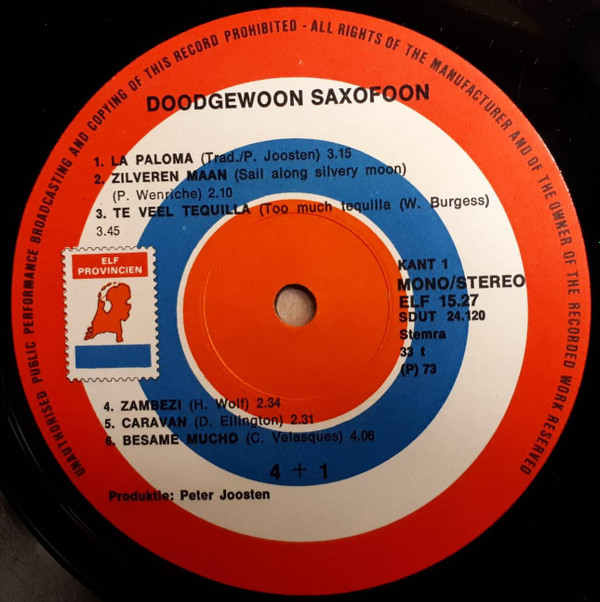 UNAUTHORISED PUBLIC PERFORMANCE BROADCASTING AND COPYING OF THIS RECORD PROHIBITED - ALL RIGHTS OF THE MANUFACTURER AND OF THE OWNER OF THE RECORDED WORK RESERVED
DOODGEWOON SAXOFOON
1. LA PALOMA (Trad./P. Joosten) 3.15
2. ZILVEREN MAAN (Sail along silvery moon)
(P. Wenriche) 2.10
3. TE VEEL TEQUILLA (Too much tequilla (W. Burgess)
3.45
ELF
PROVINCIEN
KANT 1
MONO/STEREO
ELF 15.27
SDUT 24.120
Stemra
33 t
(P) 73
4. ZAMBEZI (H. Wolf) 2.34
5. CARAVAN (D. Ellington) 2.31
6. BESAME MUCHO (C. Velasques) 4.06
4 + 1
Produktie: Peter Joosten